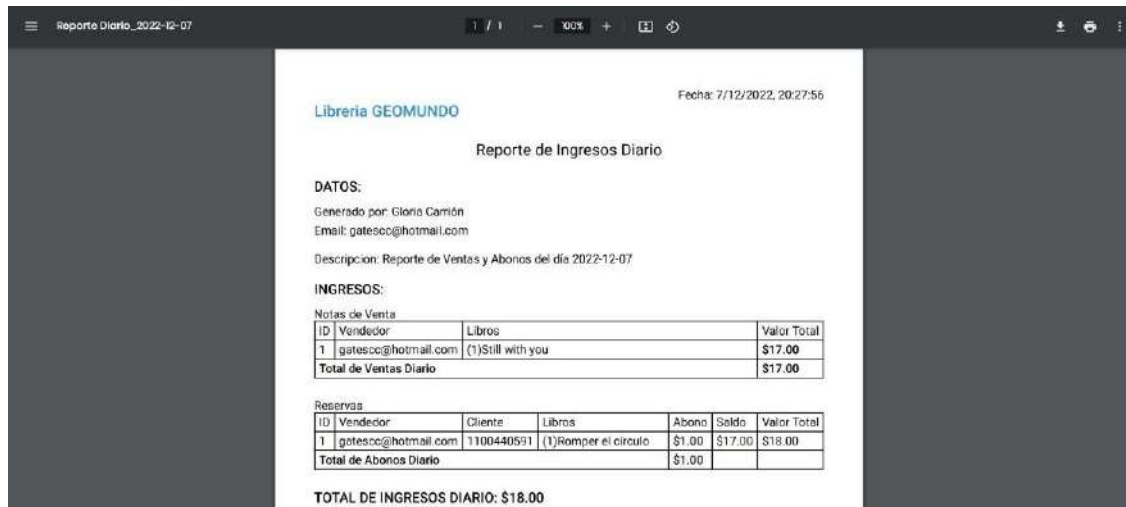 Reporte Diario_2022-12-07
1 / 1
100%
Fecha: 7/12/2022, 20:27:56
Libreria GEOMUNDO
Reporte de Ingresos Diario
DATOS:
Generado por: Gloria Carrión
Email: gatescc@hotmail.com
Descripcion: Reporte de Ventas y Abonos del día 2022-12-07
INGRESOS:
Notas de Venta
ID Vendedor Libros Valor Total
1 gatescc@hotmail.com (1)Still with you $17.00
Total de Ventas Diario $17.00
Reservas
ID Vendedor Cliente Libros Abono Saldo Valor Total
1 gatescc@hotmail.com 1100440591 (1)Romper el círculo $1.00 $17.00 $18.00
Total de Abonos Diario $1.00
TOTAL DE INGRESOS DIARIO: $18.00